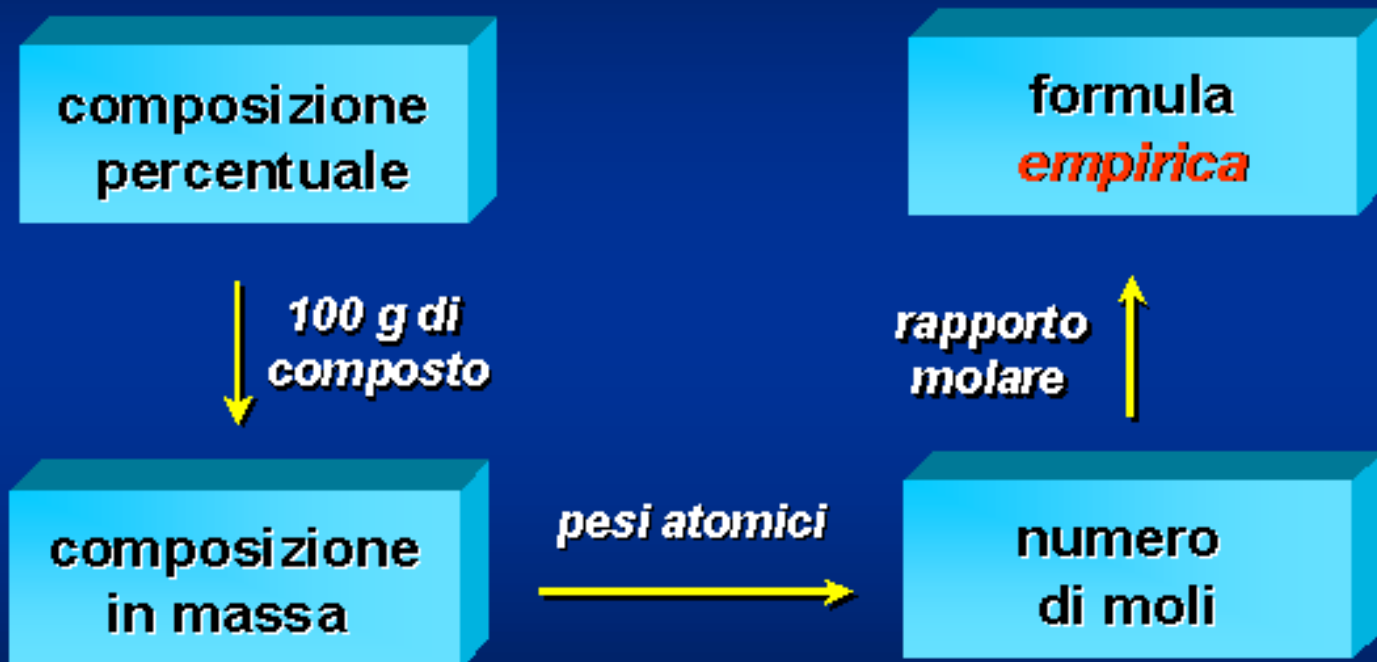 composizione
percentuale
100 g di
composto
composizione
in massa
pesi atomici
numero
di moli
rapporto
molare
formula
empirica